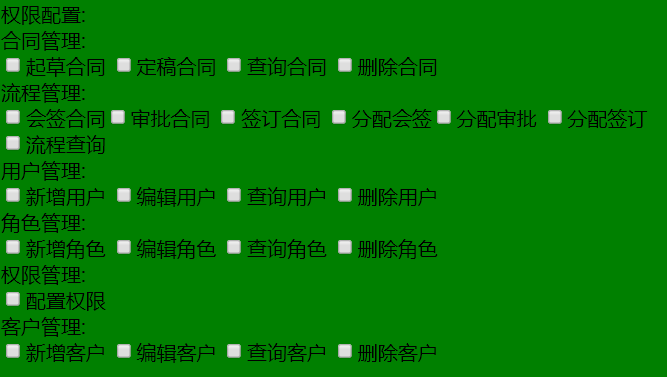 权限配置:
合同管理:
起草合同 定稿合同 查询合同 删除合同
流程管理:
会签合同 审批合同 签订合同 分配会签 分配审批 分配签订
流程查询
用户管理:
新增用户 编辑用户 查询用户 删除用户
角色管理:
新增角色 编辑角色 查询角色 删除角色
权限管理:
配置权限
客户管理:
新增客户 编辑客户 查询客户 删除客户